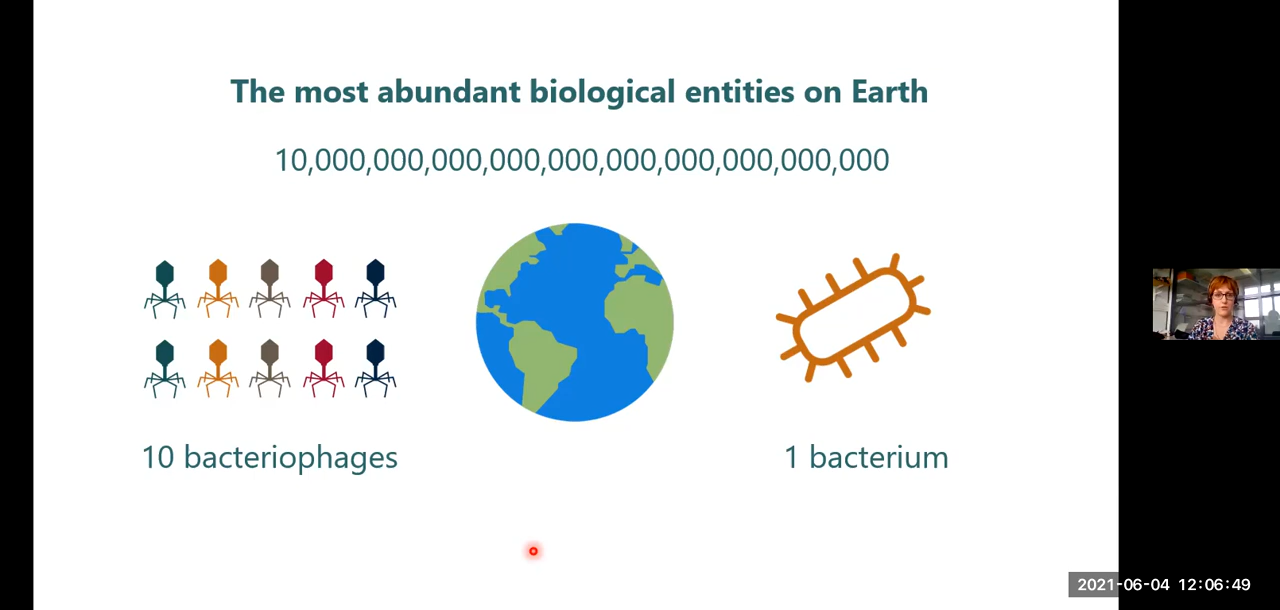 The most abundant biological entities on Earth
10,000,000,000,000,000,000,000,000,000,000
10 bacteriophages
1 bacterium
2021-06-04 12:06:49